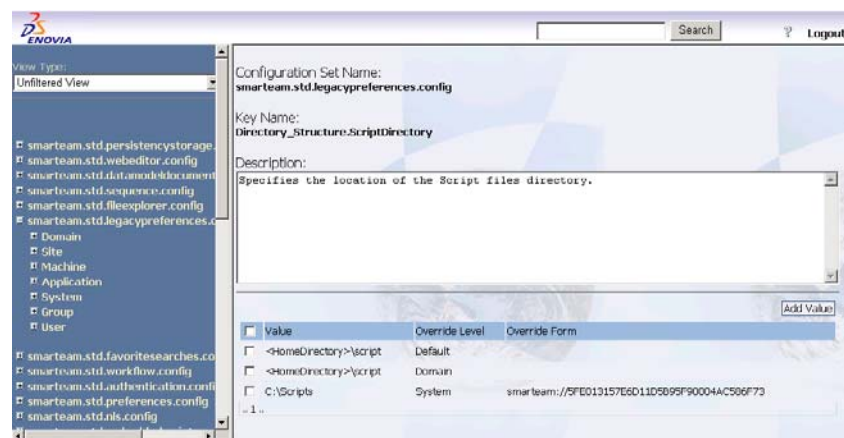 ENOVIA
Search
? Logout
View Type:
Unfiltered View
smarteam.std.persistencystorage.
smarteam.std.webeditor.config
smarteam.std.datamodeldocument
smarteam.std.sequence.config
smarteam.std.fileexplorer.config
smarteam.std.legacypreferences.c
Domain
Site
Machine
Application
System
Group
User
smarteam.std.favoritesearches.co
smarteam.std.workflow.config
smarteam.std.authentication.confi
smarteam.std.preferences.config
smarteam.std.nls.config
Configuration Set Name:
smarteam.std.legacypreferences.config
Key Name:
Directory_Structure.ScriptDirectory
Description:
Specifies the location of the Script files directory.
Add Value
Value Override Level Override Form
<HomeDirectory>\script Default
<HomeDirectory>\script Domain
C:\Scripts System smarteam://5FE013157E6D11D5B95F90004AC586F73
..1..